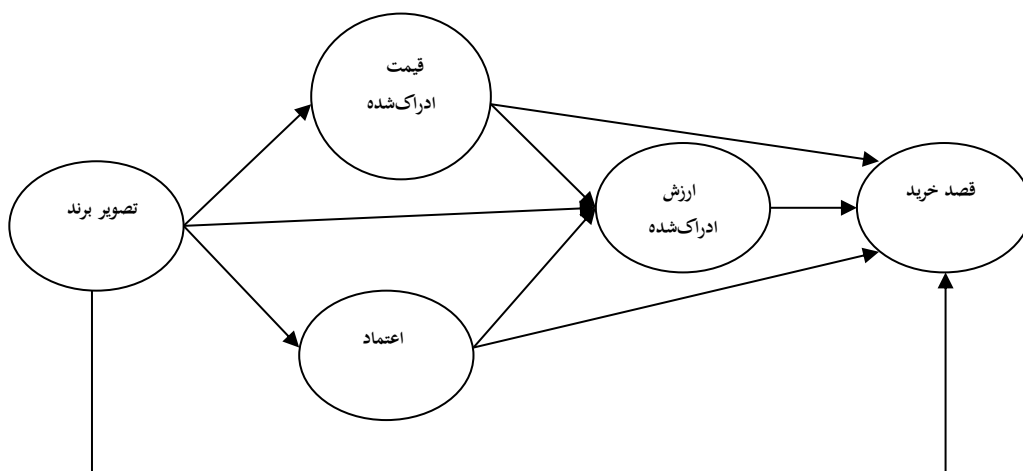 قیمت
ادراک‌شده
تصویر برند
ارزش
ادراک‌شده
قصد خرید
اعتماد